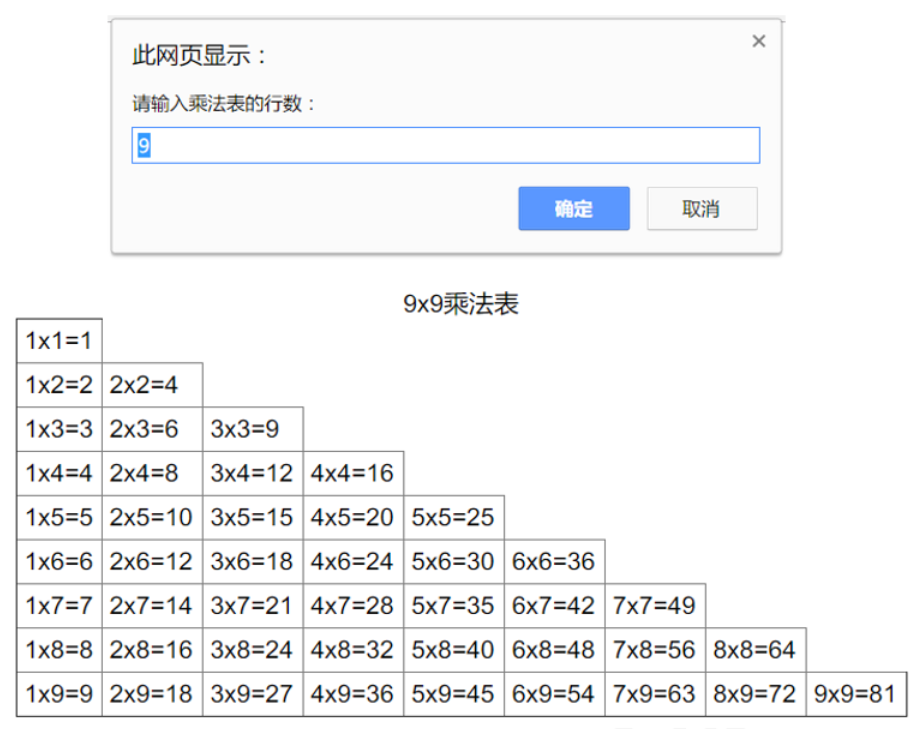 此网页显示：
×
请输入乘法表的行数：
9
确定 取消
9x9乘法表
1x1=1
1x2=2 2x2=4
1x3=3 2x3=6 3x3=9
1x4=4 2x4=8 3x4=12 4x4=16
1x5=5 2x5=10 3x5=15 4x5=20 5x5=25
1x6=6 2x6=12 3x6=18 4x6=24 5x6=30 6x6=36
1x7=7 2x7=14 3x7=21 4x7=28 5x7=35 6x7=42 7x7=49
1x8=8 2x8=16 3x8=24 4x8=32 5x8=40 6x8=48 7x8=56 8x8=64
1x9=9 2x9=18 3x9=27 4x9=36 5x9=45 6x9=54 7x9=63 8x9=72 9x9=81